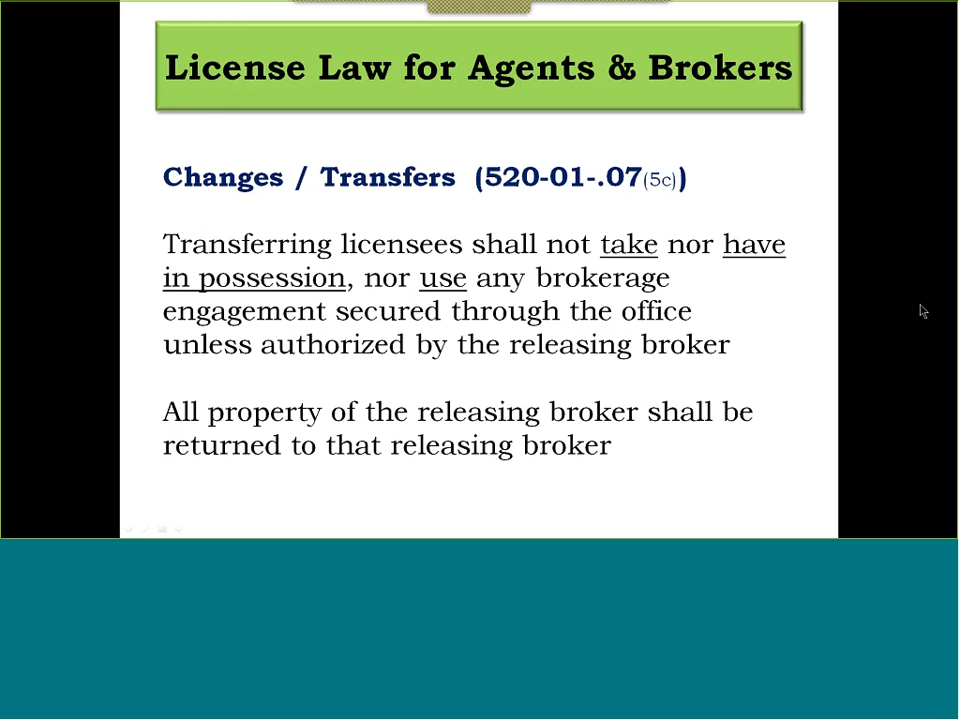 License Law for Agents & Brokers
Changes / Transfers (520-01-.07(5c))
Transferring licensees shall not take nor have
in possession, nor use any brokerage
engagement secured through the office
unless authorized by the releasing broker
All property of the releasing broker shall be
returned to that releasing broker